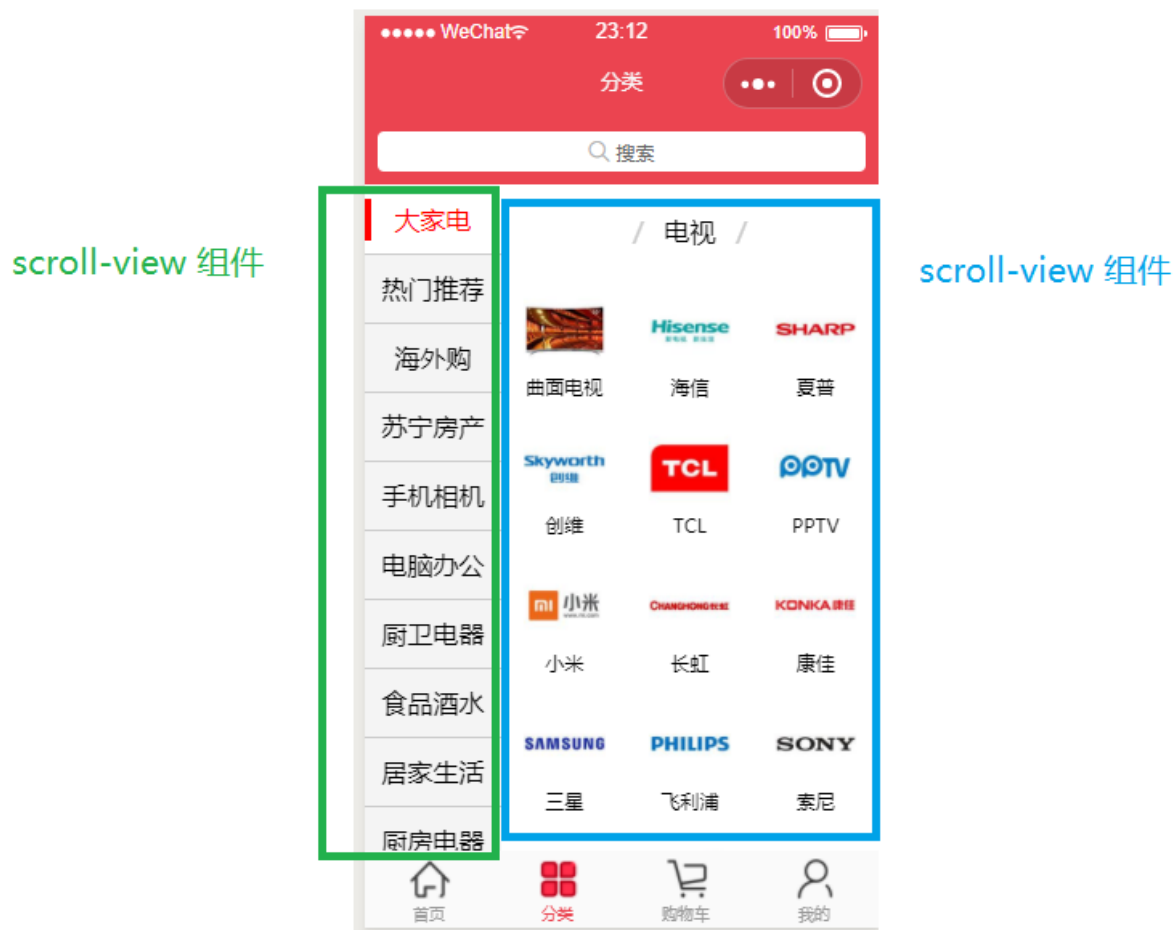 WeChat 23:12 100%
分类
搜索
scroll-view 组件
大家电
热门推荐
海外购
苏宁房产
手机相机
电脑办公
厨卫电器
食品酒水
居家生活
厨房电器
/ 电视 /
Hisense SHARP
曲面电视 海信 夏普
Skyworth TCL PPTV
创维
创维 TCL PPTV
mi 小米 CHANGHONG长虹 KONKA康佳
小米 长虹 康佳
SAMSUNG PHILIPS SONY
三星 飞利浦 索尼
scroll-view 组件
首页 分类 购物车 我的